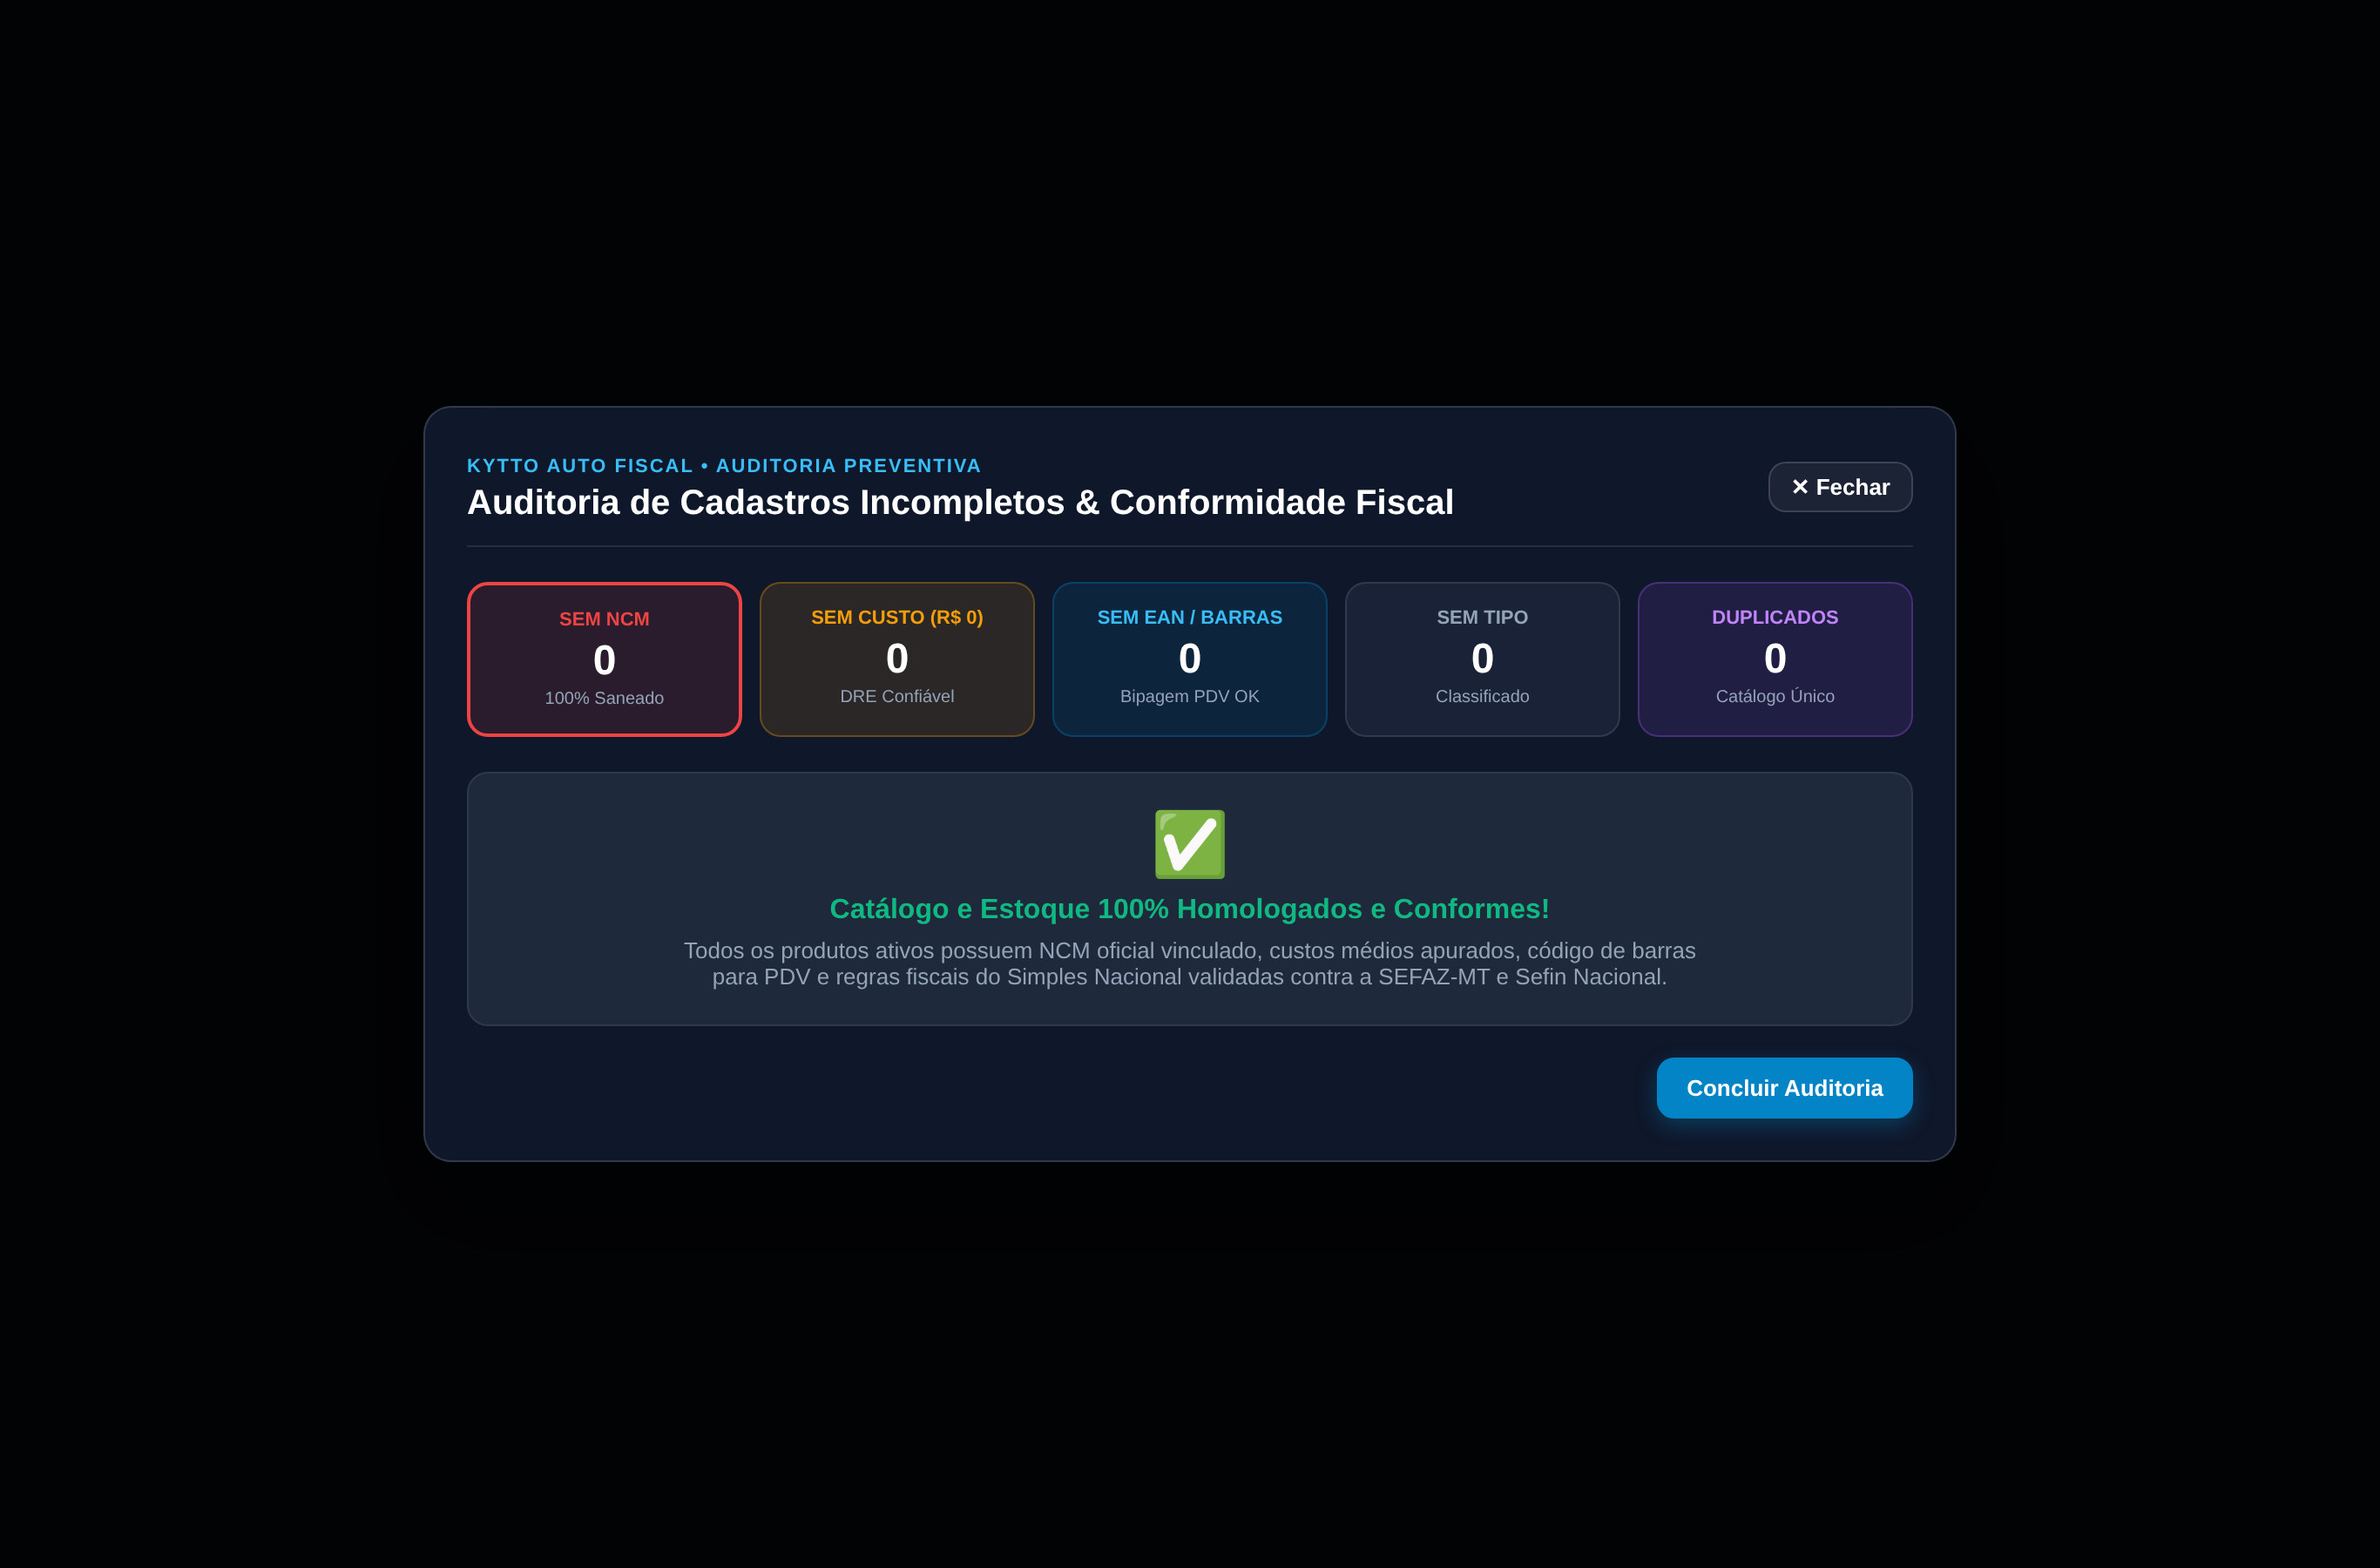 KYTTO AUTO FISCAL • AUDITORIA PREVENTIVA
Auditoria de Cadastros Incompletos & Conformidade Fiscal
✕ Fechar
SEM NCM
0
100% Saneado
SEM CUSTO (R$ 0)
0
DRE Confiável
SEM EAN / BARRAS
0
Bipagem PDV OK
SEM TIPO
0
Classificado
DUPLICADOS
0
Catálogo Único
Catálogo e Estoque 100% Homologados e Conformes!
Todos os produtos ativos possuem NCM oficial vinculado, custos médios apurados, código de barras
para PDV e regras fiscais do Simples Nacional validadas contra a SEFAZ-MT e Sefin Nacional.
Concluir Auditoria